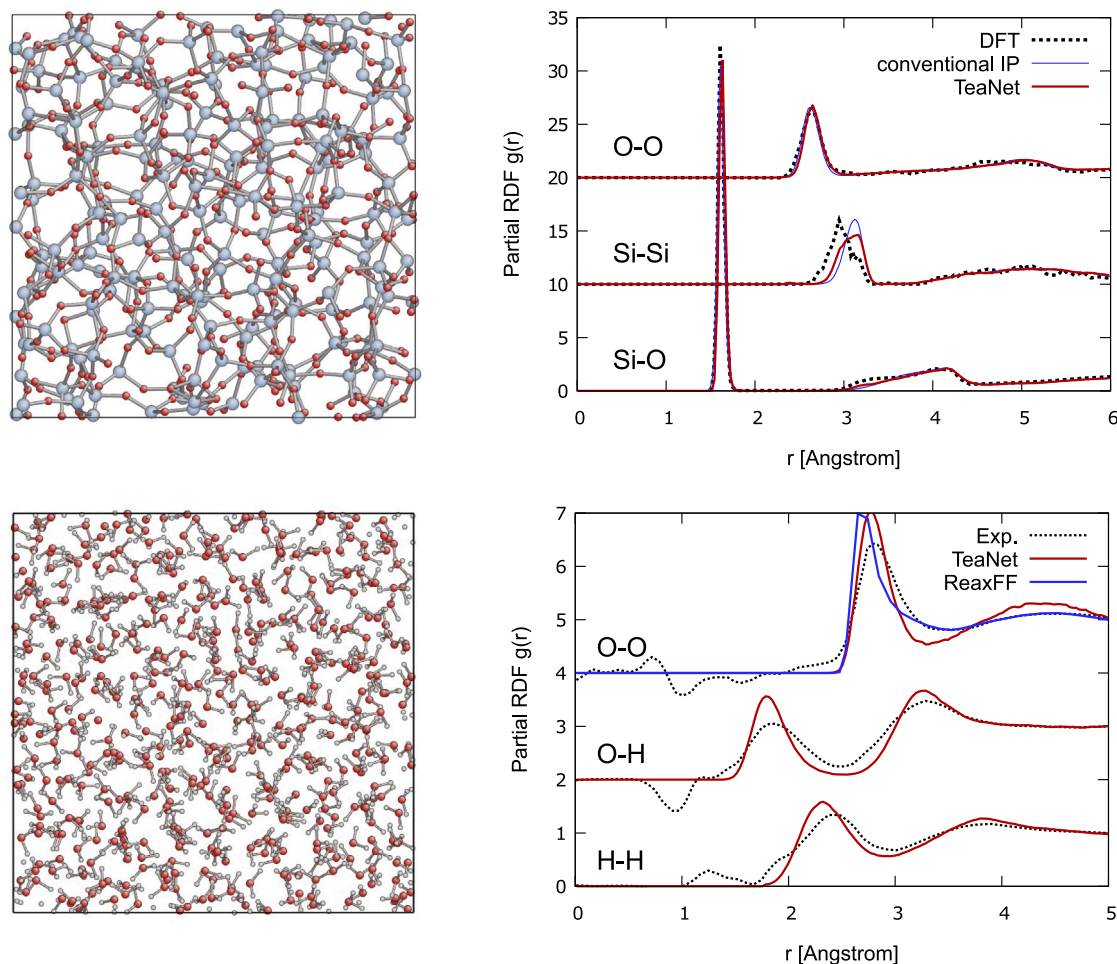 35
30
25
20
15
10
5
0
Partial RDF g(r)
DFT
conventional IP
TeaNet
O-O
Si-Si
Si-O
0 1 2 3 4 5 6
r [Angstrom]
7
6
5
4
3
2
1
0
Partial RDF g(r)
Exp.
TeaNet
ReaxFF
O-O
O-H
H-H
0 1 2 3 4 5
r [Angstrom]